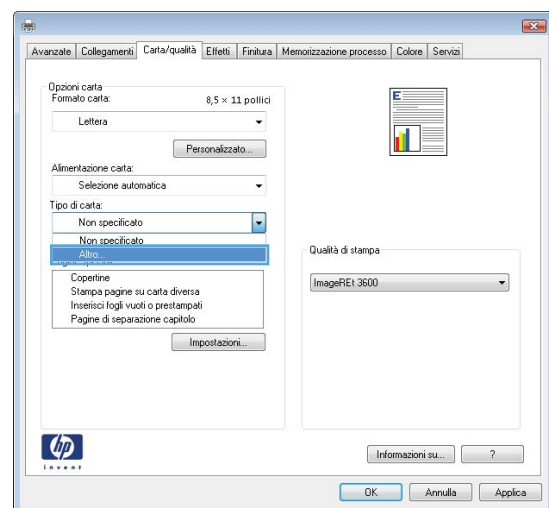 Avanzate Collegamenti Carta/qualità Effetti Finitura Memorizzazione processo Colore Servizi
Opzioni carta
Formato carta: 8,5 × 11 pollici
Lettera
Personalizzato...
Alimentazione carta:
Selezione automatica
Tipo di carta:
Non specificato
Non specificato
Altro...
Copertine
Stampa pagine su carta diversa
Inserisci fogli vuoti o prestampati
Pagine di separazione capitolo
Impostazioni...
E
Qualità di stampa
ImageREt 3600
hp
invent
Informazioni su... ?
OK Annulla Applica